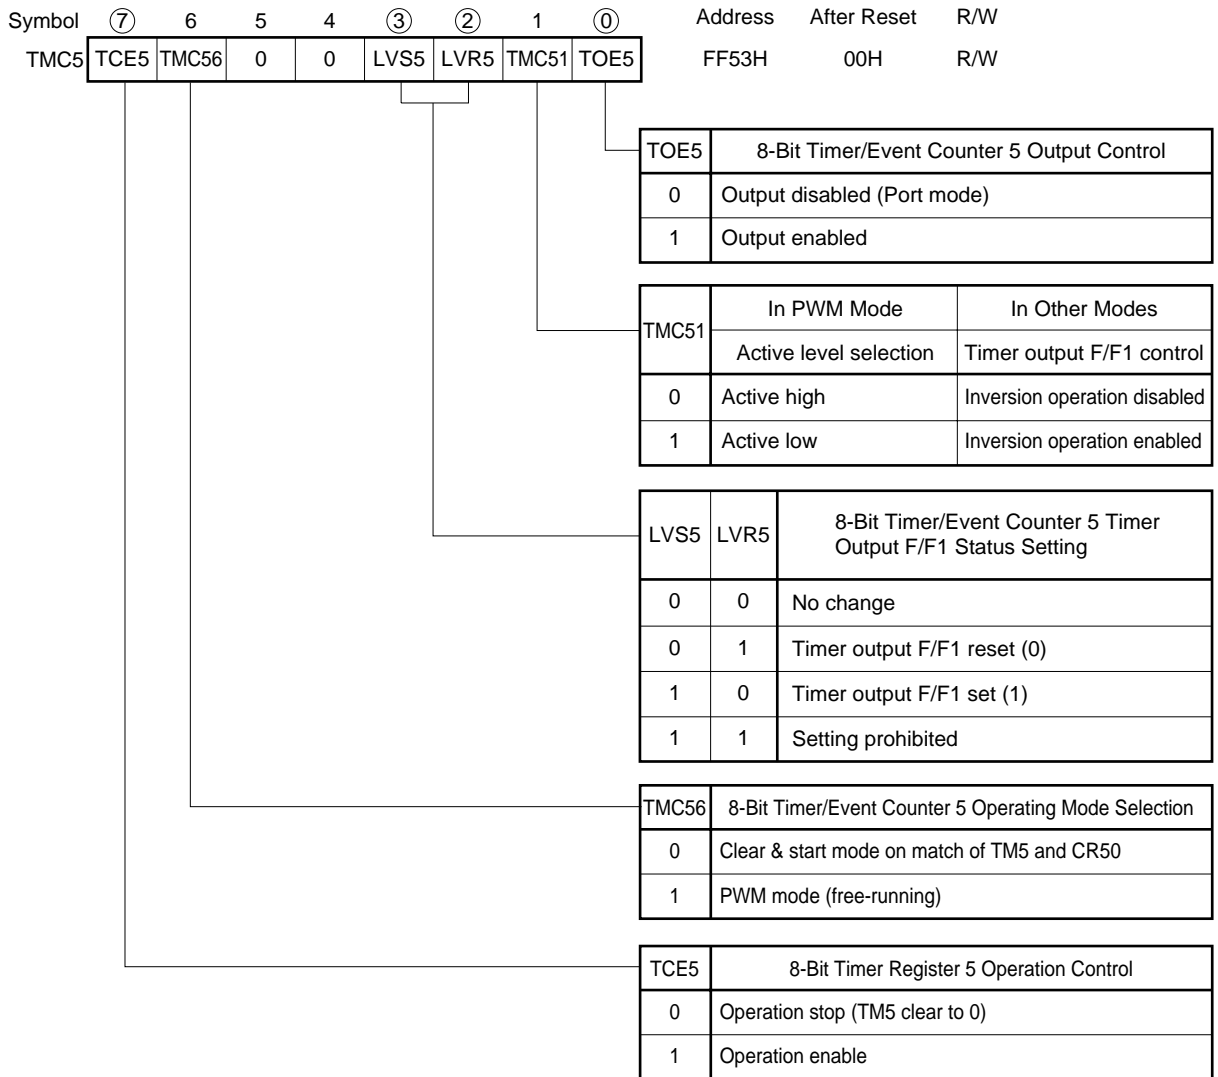 Symbol ⑦ 6 5 4 ③ ② 1 ⓪ Address After Reset R/W
TMC5 TCE5 TMC56 0 0 LVS5 LVR5 TMC51 TOE5 FF53H 00H R/W
TOE5 8-Bit Timer/Event Counter 5 Output Control
0 Output disabled (Port mode)
1 Output enabled
TMC51 In PWM Mode In Other Modes
Active level selection Timer output F/F1 control
0 Active high Inversion operation disabled
1 Active low Inversion operation enabled
LVS5 LVR5 8-Bit Timer/Event Counter 5 Timer
Output F/F1 Status Setting
0 0 No change
0 1 Timer output F/F1 reset (0)
1 0 Timer output F/F1 set (1)
1 1 Setting prohibited
TMC56 8-Bit Timer/Event Counter 5 Operating Mode Selection
0 Clear & start mode on match of TM5 and CR50
1 PWM mode (free-running)
TCE5 8-Bit Timer Register 5 Operation Control
0 Operation stop (TM5 clear to 0)
1 Operation enable